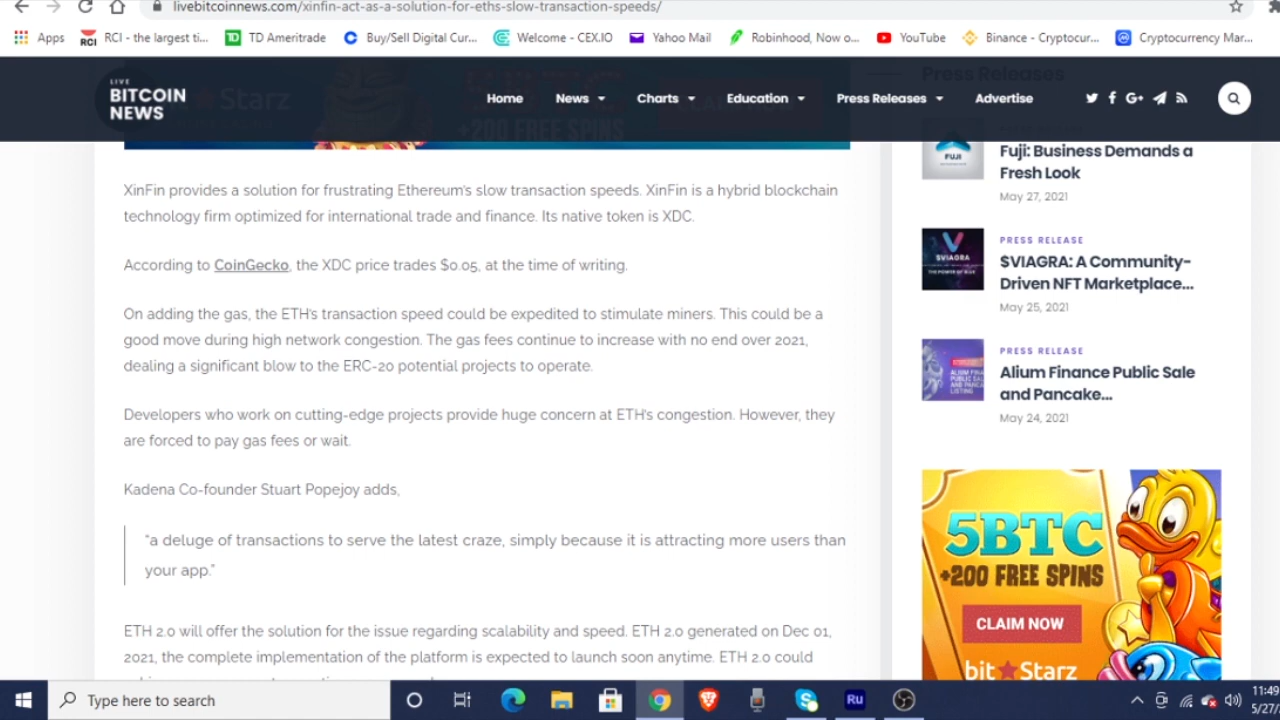 livebitcoinnews.com/xinfin-act-as-a-solution-for-eths-slow-transaction-speeds/
Apps RCI RCI - the largest ti... TD TD Ameritrade Buy/Sell Digital Cur... Welcome - CEX.IO Yahoo Mail Robinhood, Now o... YouTube Binance - Cryptocur... Cryptocurrency Mar...
LIVE
BITCOIN
NEWS
Starz
+200 FREE SPINS
Home News Charts Education Press Releases Advertise
G+
Press Releases
XinFin provides a solution for frustrating Ethereum's slow transaction speeds. XinFin is a hybrid blockchain
technology firm optimized for international trade and finance. Its native token is XDC.
According to CoinGecko, the XDC price trades $0.05, at the time of writing.
On adding the gas, the ETHs transaction speed could be expedited to stimulate miners. This could be a
good move during high network congestion. The gas fees continue to increase with no end over 2021,
dealing a significant blow to the ERC-20 potential projects to operate.
Developers who work on cutting-edge projects provide huge concern at ETH's congestion. However, they
are forced to pay gas fees or wait.
Kadena Co-founder Stuart Popejoy adds,
"a deluge of transactions to serve the latest craze, simply because it is attracting more users than
your app."
ETH 2.0 will offer the solution for the issue regarding scalability and speed. ETH 2.0 generated on Dec 01,
2021, the complete implementation of the platform is expected to launch soon anytime. ETH 2.0 could
FUJI
Fuji: Business Demands a
Fresh Look
May 27, 2021
SVIAGRA
PRESS RELEASE
$VIAGRA: A Community-
Driven NFT Marketplace...
May 25, 2021
PRESS RELEASE
Alium Finance Public Sale
and Pancake...
May 24, 2021
5BTC
+200 FREE SPINS
CLAIM NOW
bit Starz
Type here to search
Ru
11:49
5/27/